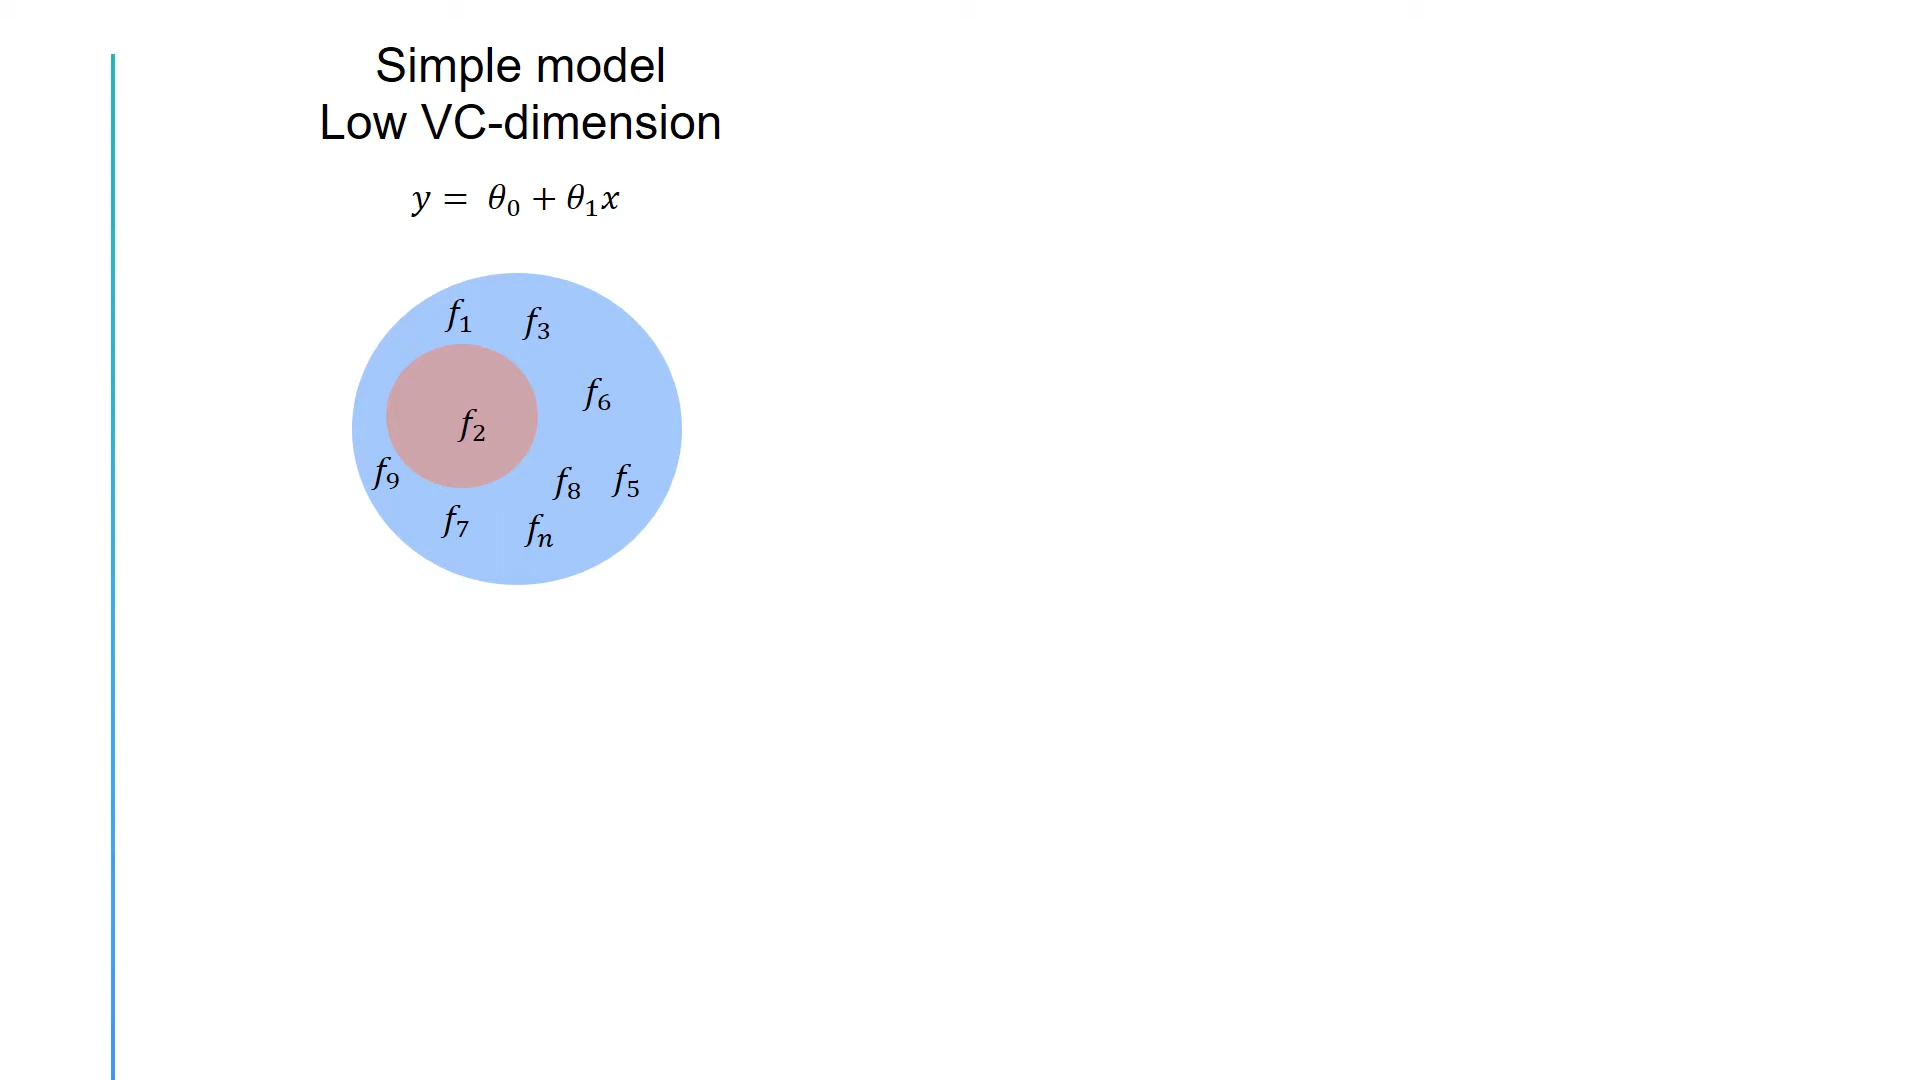 Simple model
Low VC-dimension
y = θ₀ + θ₁x
f₁
f₃
f₆
f₂
f₉
f₈
f₅
f₇
fₙ